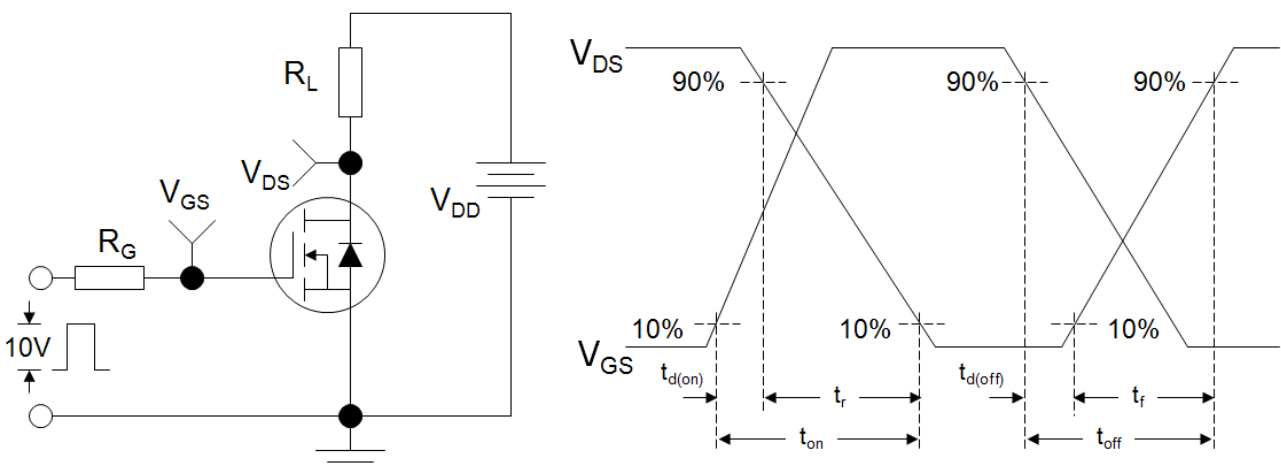 R_L
V_DS
V_GS
V_DD
R_G
10V
V_DS
90%
90%
90%
10%
10%
10%
V_GS
t_d(on)
t_r
t_d(off)
t_f
t_on
t_off